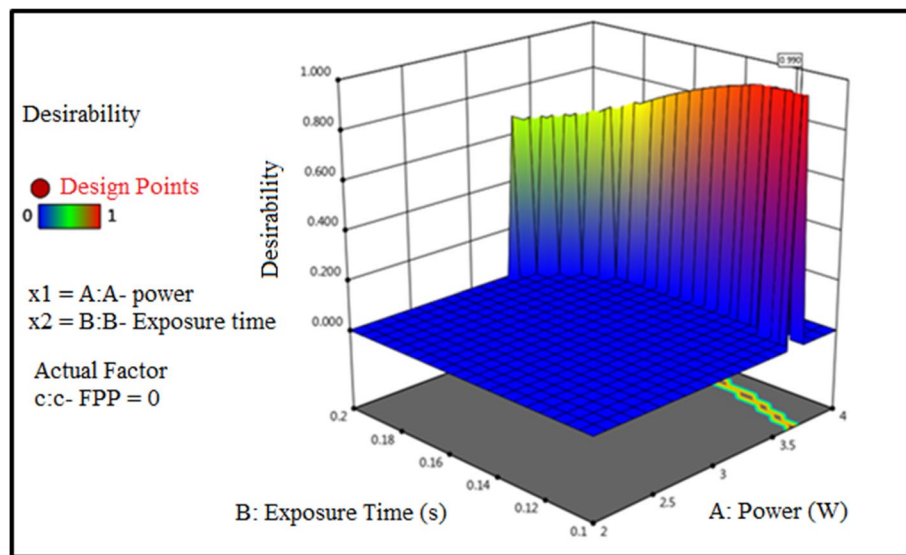 Desirability
Design Points
0 1
x1 = A:A- power
x2 = B:B- Exposure time
Actual Factor
c:c- FPP = 0
Desirability
1.000
0.800
0.600
0.400
0.200
0.000
0.990
0.2
0.18
0.16
0.14
0.12
0.1
2
2.5
3
3.5
4
B: Exposure Time (s)
A: Power (W)